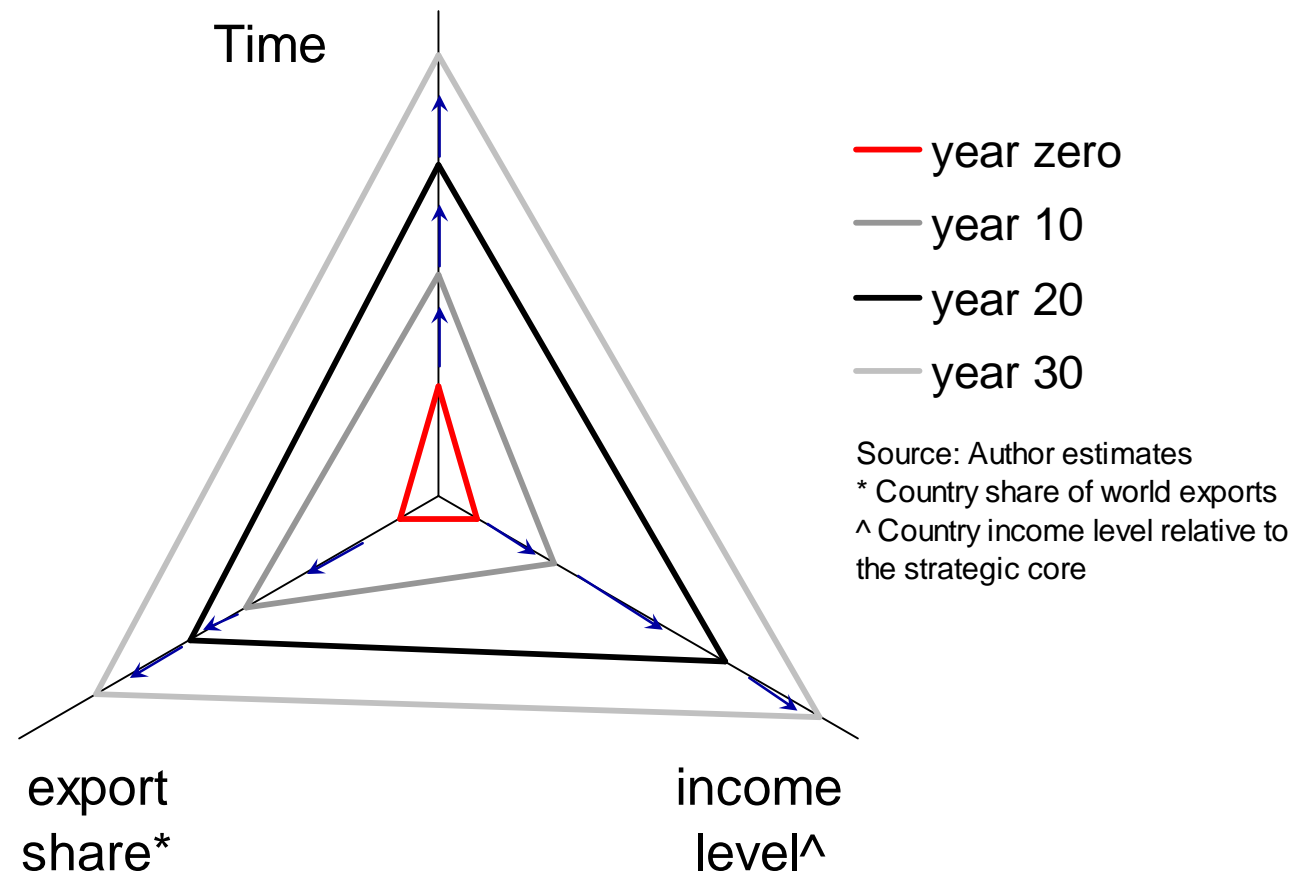 Time
year zero
year 10
year 20
year 30
Source: Author estimates
* Country share of world exports
^ Country income level relative to
the strategic core
export
share*
income
level^